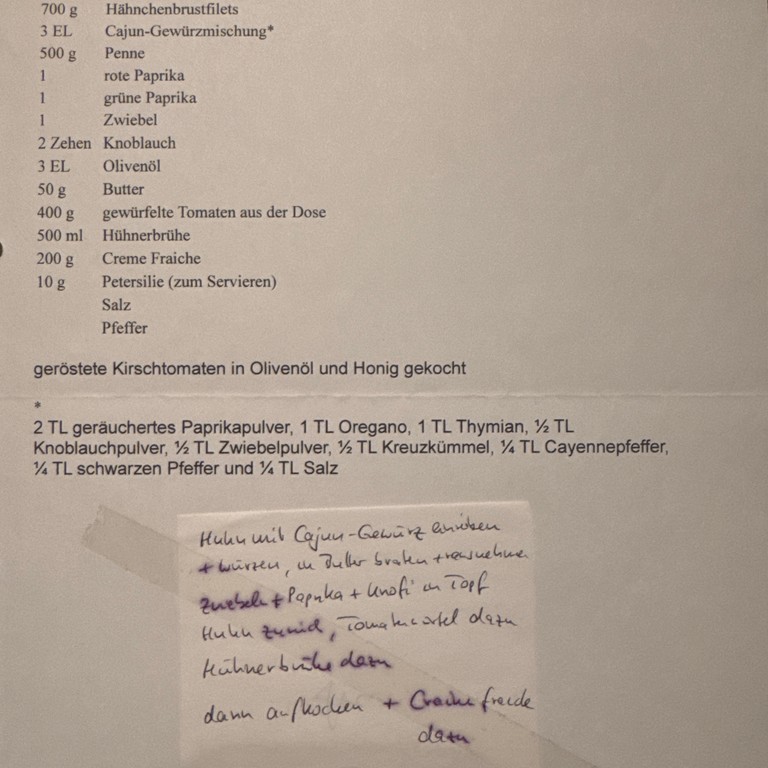 700 g Hähnchenbrustfilets
3 EL Cajun-Gewürzmischung*
500 g Penne
1 rote Paprika
1 grüne Paprika
1 Zwiebel
2 Zehen Knoblauch
3 EL Olivenöl
50 g Butter
400 g gewürfelte Tomaten aus der Dose
500 ml Hühnerbrühe
200 g Creme Fraiche
10 g Petersilie (zum Servieren)
Salz
Pfeffer
geröstete Kirschtomaten in Olivenöl und Honig gekocht
*
2 TL geräuchertes Paprikapulver, 1 TL Oregano, 1 TL Thymian, ½ TL
Knoblauchpulver, ½ TL Zwiebelpulver, ½ TL Kreuzkümmel, ¼ TL Cayennepfeffer,
¼ TL schwarzen Pfeffer und ¼ TL Salz
Huhn mit Cajun-Gewürz einreiben
+ würzen, in Butter braten + rausnehmen
Zwiebeln + Paprika + Knofi in Topf
Huhn zurück, Tomatenwürfel dazu
Hühnerbrühe dazu
dann aufkochen + Creme fraiche
dazu